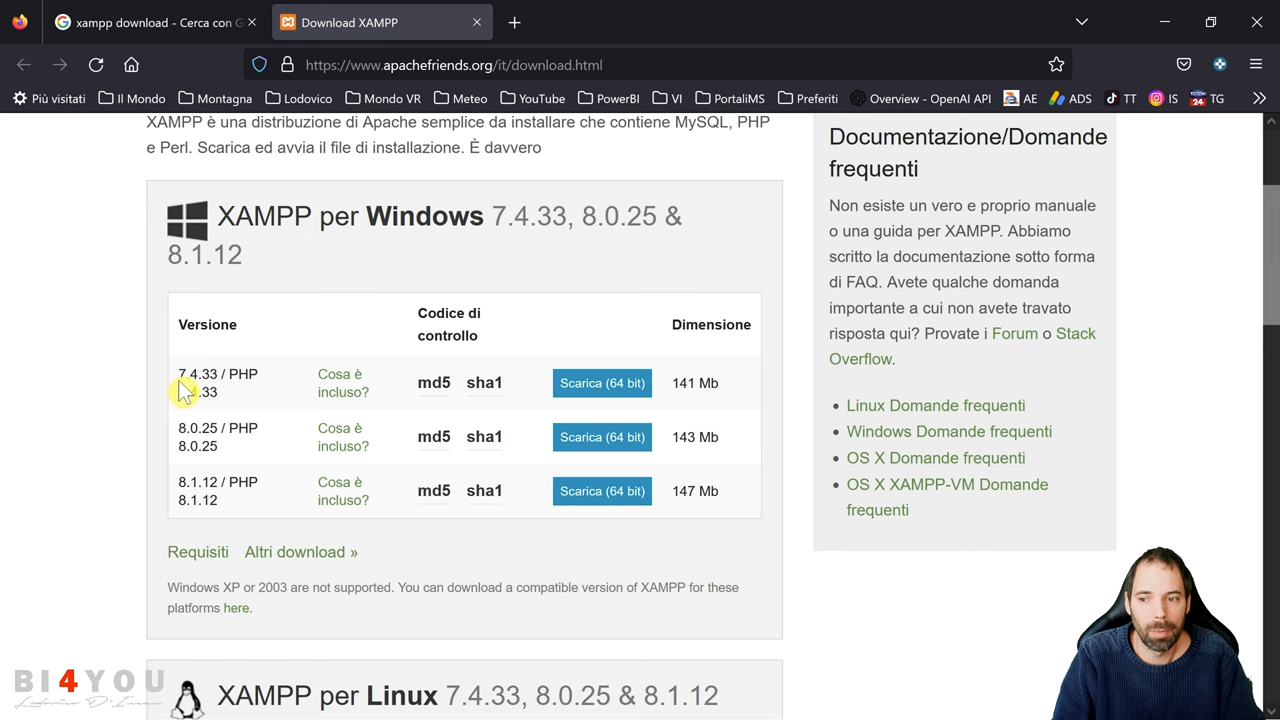 xampp download - Cerca con G
Download XAMPP
https://www.apachefriends.org/it/download.html
Più visitati
Il Mondo
Montagna
Lodovico
Mondo VR
Meteo
YouTube
PowerBI
VI
PortaliMS
Preferiti
Overview - OpenAI API
AE
ADS
TT
IS
TG
XAMPP è una distribuzione di Apache semplice da installare che contiene MySQL, PHP
e Perl. Scarica ed avvia il file di installazione. È davvero
XAMPP per Windows 7.4.33, 8.0.25 &
8.1.12
Versione
Codice di
controllo
Dimensione
7.4.33 / PHP
.33
Cosa è
incluso?
md5
sha1
Scarica (64 bit)
141 Mb
8.0.25 / PHP
8.0.25
Cosa è
incluso?
md5
sha1
Scarica (64 bit)
143 Mb
8.1.12 / PHP
8.1.12
Cosa è
incluso?
md5
sha1
Scarica (64 bit)
147 Mb
Requisiti
Altri download »
Windows XP or 2003 are not supported. You can download a compatible version of XAMPP for these
platforms here.
XAMPP per Linux 7.4.33, 8.0.25 & 8.1.12
Documentazione/Domande
frequenti
Non esiste un vero e proprio manuale
o una guida per XAMPP. Abbiamo
scritto la documentazione sotto forma
di FAQ. Avete qualche domanda
importante a cui non avete travato
risposta qui? Provate i Forum o Stack
Overflow.
Linux Domande frequenti
Windows Domande frequenti
OS X Domande frequenti
OS X XAMPP-VM Domande
frequenti
BI4YOU